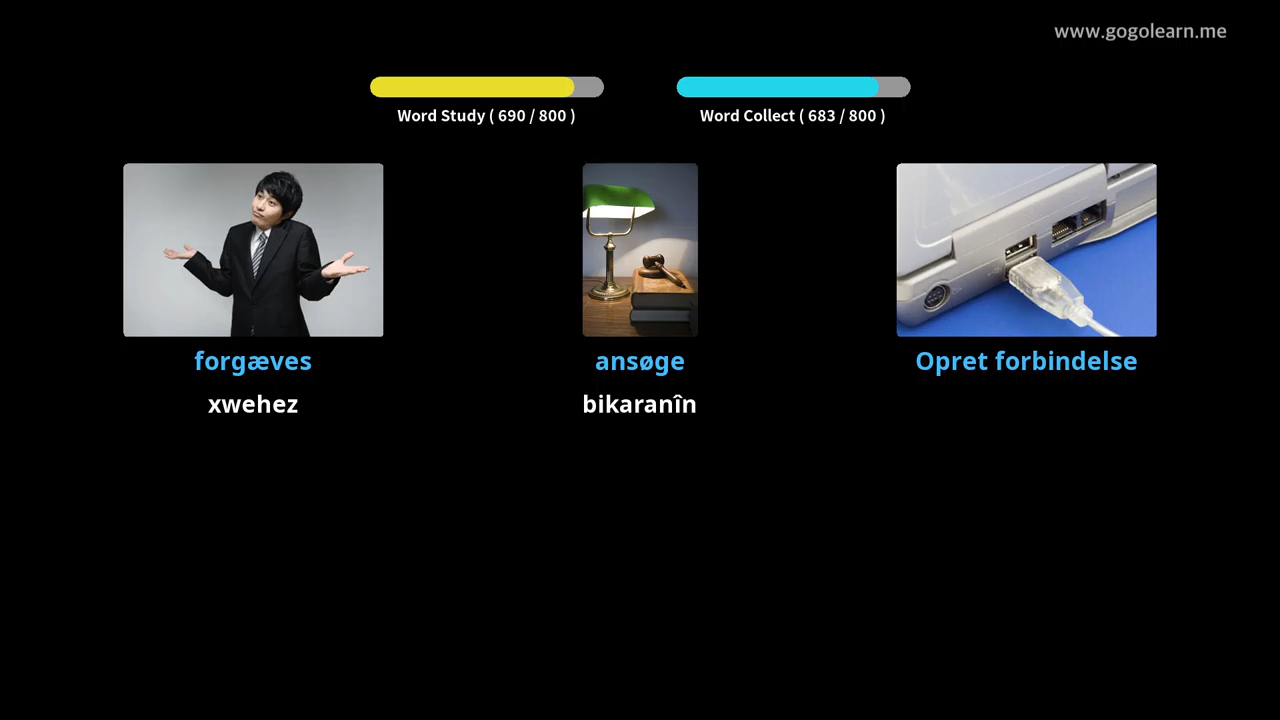 www.gogolearn.me
Word Study ( 690 / 800 )
Word Collect ( 683 / 800 )
forgæves
ansøge
Opret forbindelse
xwehez
bikaranîn